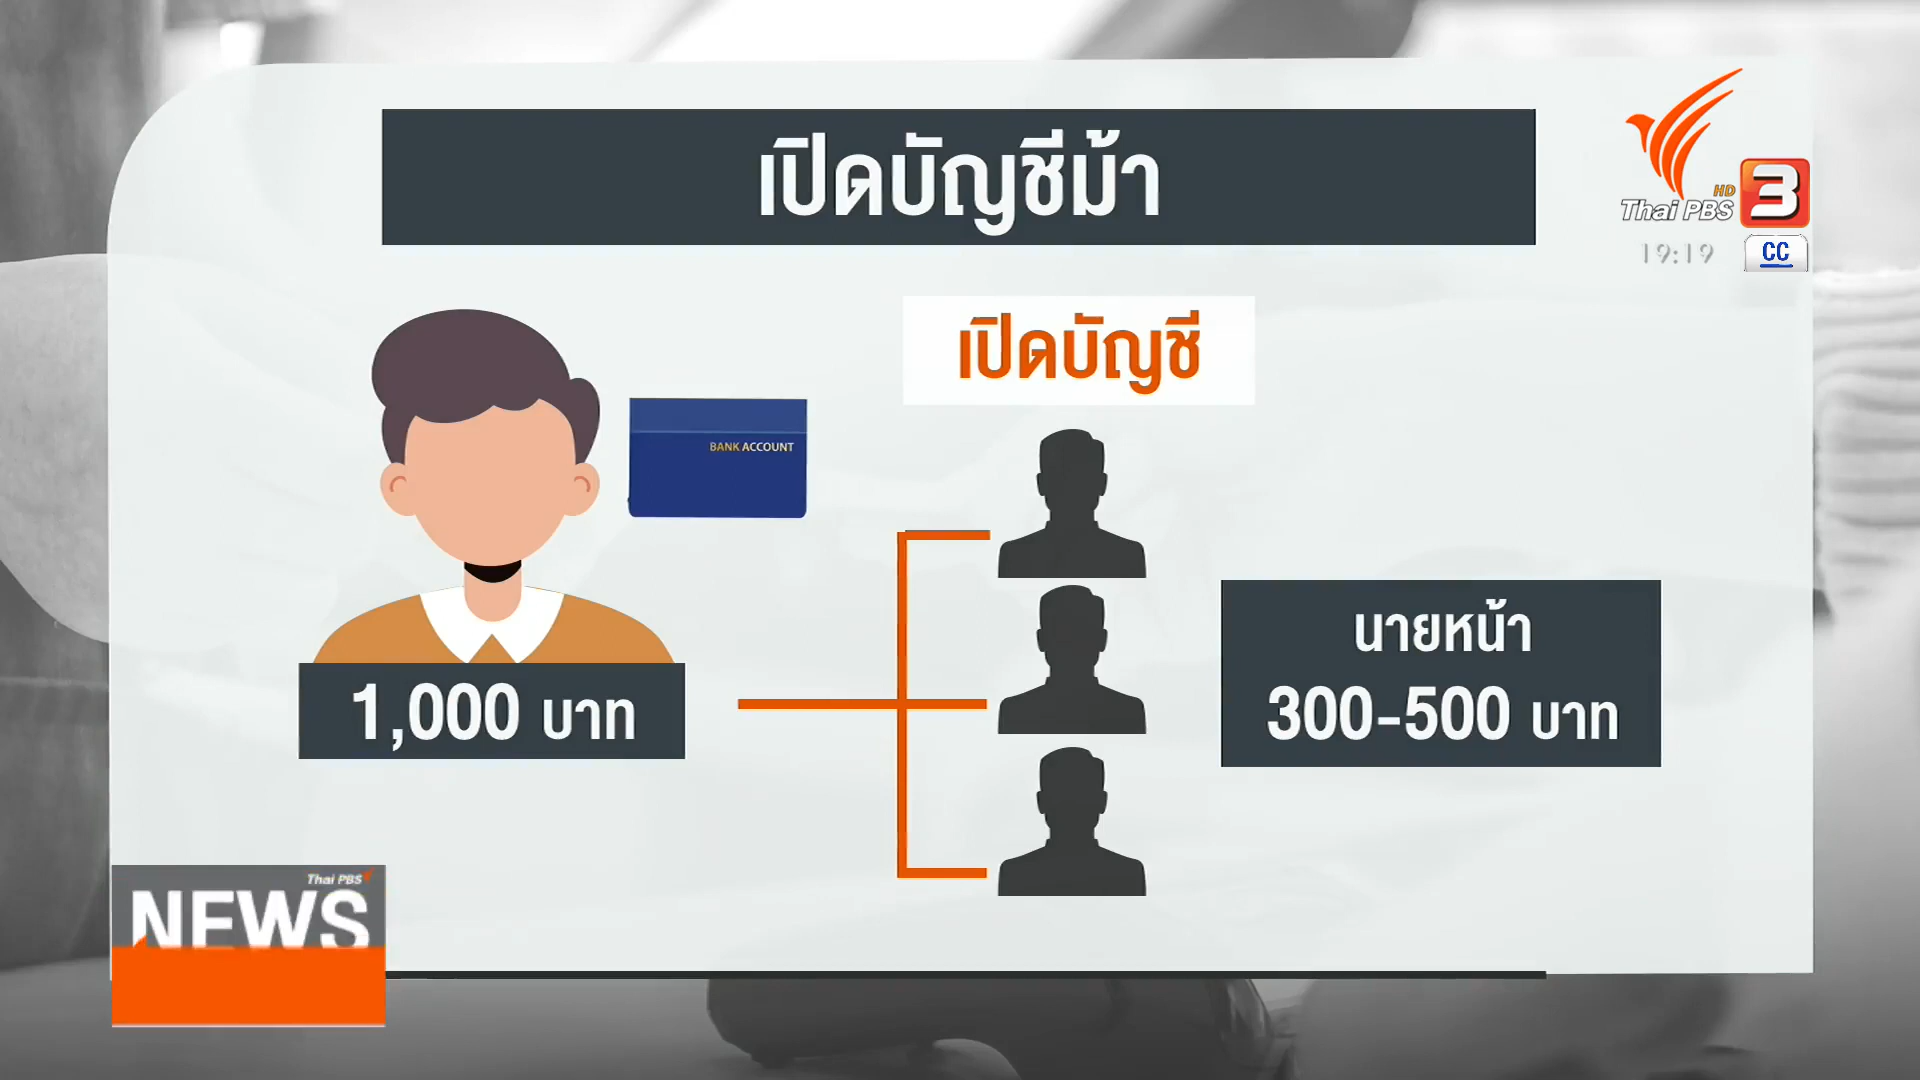 เปิดบัญชีม้า
HD
Thai PBS 3
19:19
CC
เปิดบัญชี
BANK ACCOUNT
นายหน้า
300-500 บาท
1,000 บาท
Thai PBS
NEWS